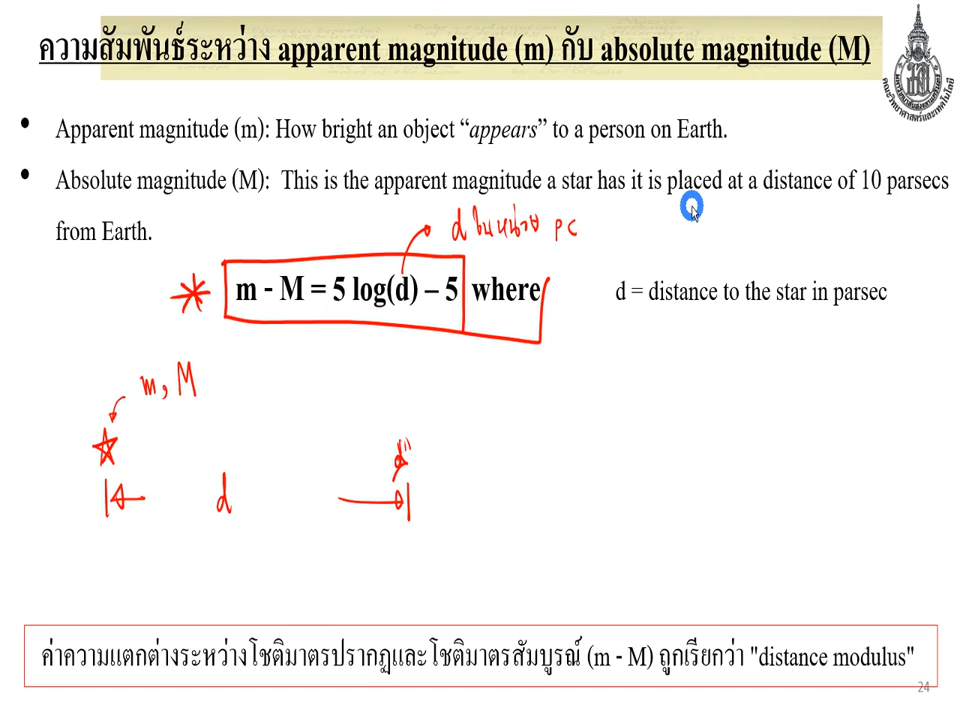 ความสัมพันธ์ระหว่าง apparent magnitude (m) กับ absolute magnitude (M)
• Apparent magnitude (m): How bright an object “appears” to a person on Earth.
• Absolute magnitude (M): This is the apparent magnitude a star has it is placed at a distance of 10 parsecs
from Earth.
d ในหน่วย PC
* m - M = 5 log(d) – 5 where d = distance to the star in parsec
m, M
d
ค่าความแตกต่างระหว่างโชติมาตรปรากฏและโชติมาตรสัมบูรณ์ (m - M) ถูกเรียกว่า "distance modulus"
24